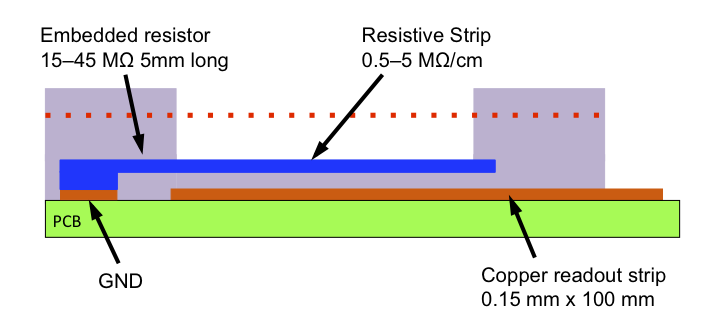 Embedded resistor
15–45 MΩ 5mm long
Resistive Strip
0.5–5 MΩ/cm
PCB
GND
Copper readout strip
0.15 mm x 100 mm